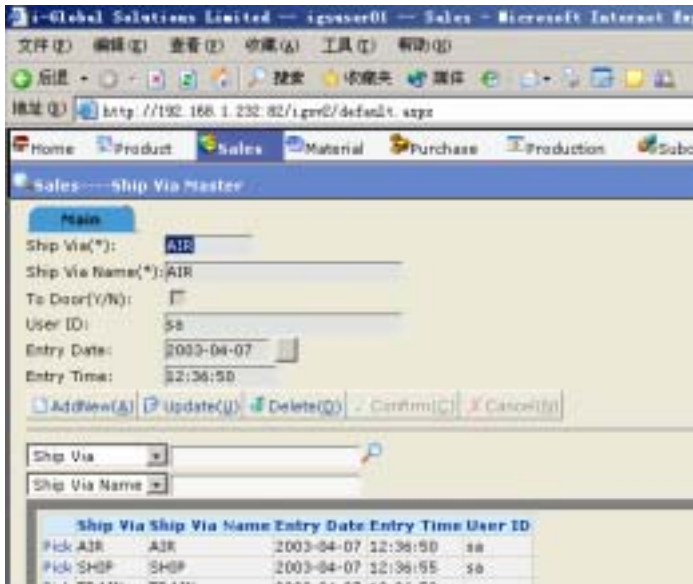 i-Global Solutions Limited -- igsuser01 -- Sales - Microsoft Internet
文件(F) 编辑(E) 查看(V) 收藏(A) 工具(T) 帮助(H)
后退 搜索 收藏夹 媒体
地址(D) http://192.168.1.232:82/igsv2/default.aspx
Home Product Sales Material Purchase Production Subc
Sales----Ship Via Master
Main
Ship Via(*): AIR
Ship Via Name(*): AIR
To Door(Y/N):
User ID: sa
Entry Date: 2003-04-07
Entry Time: 12:36:50
AddNew(A) Update(U) Delete(D) Confirm(C) Cancel(N)
Ship Via
Ship Via Name
Ship Via Ship Via Name Entry Date Entry Time User ID
Pick AIR AIR 2003-04-07 12:36:50 sa
Pick SHIP SHIP 2003-04-07 12:36:55 sa